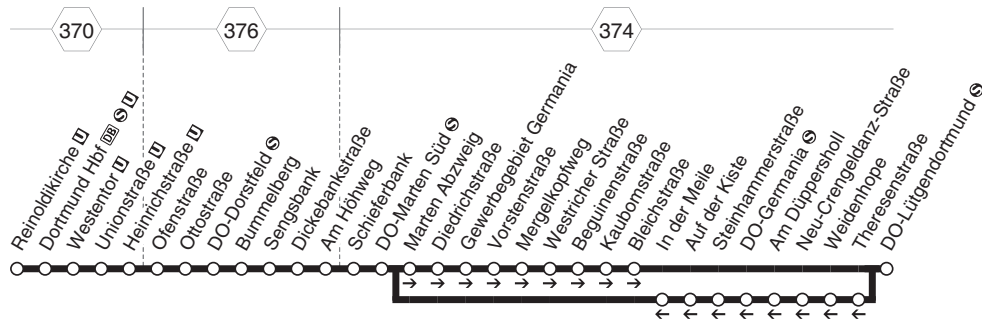 370
376
374
Reinoldikirche U
Dortmund Hbf DB S U
Westentor U
Unionstraße U
Heinrichstraße U
Ofenstraße
Ottostraße
DO-Dorstfeld S
Bummelberg
Sengsbank
Dickebankstraße
Am Höhweg
Schieferbank
DO-Marten Süd S
Marten Abzweig
Diedrichstraße
Gewerbegebiet Germania
Vorstenstraße
Mergelkopfweg
Westricher Straße
Beguinenstraße
Kaubomstraße
Bleichstraße
In der Meile
Auf der Kiste
Steinhammerstraße
DO-Germania S
Am Düppersholl
Neu-Crengeldanz-Straße
Weidenhope
Theresenstraße
DO-Lütgendortmund S